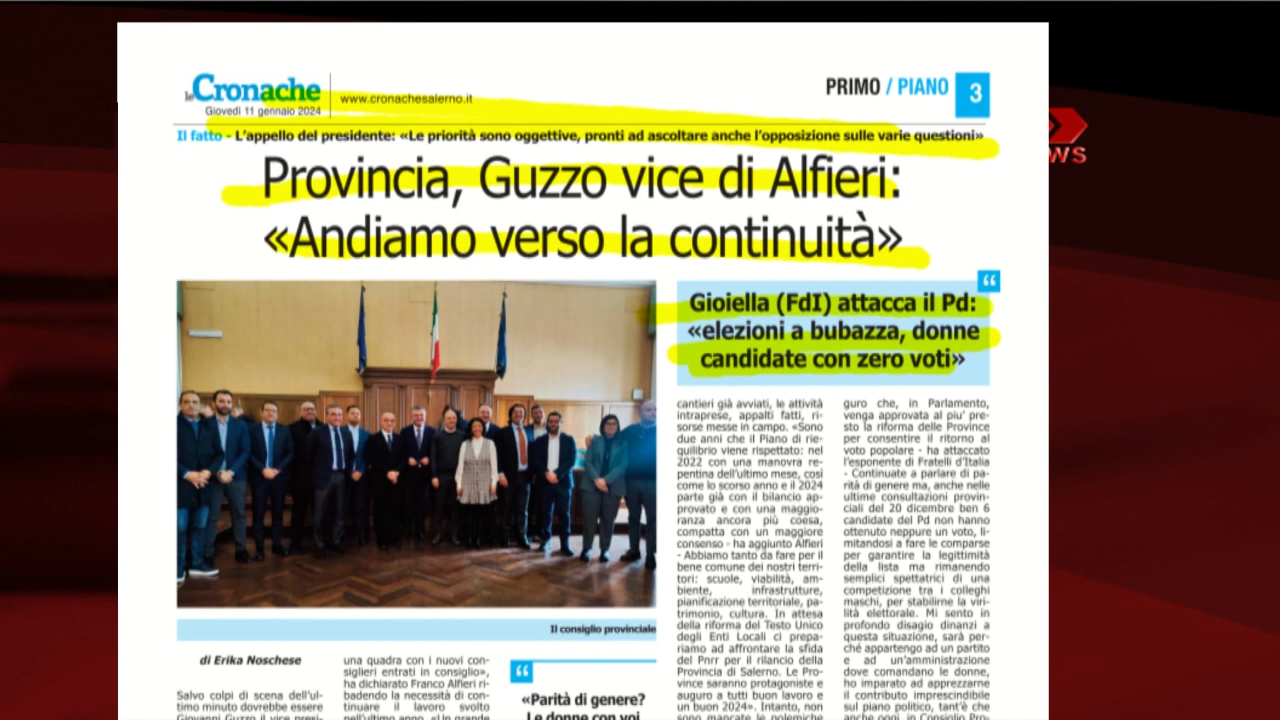 le Cronache
Giovedì 11 gennaio 2024
www.cronachesalerno.it
PRIMO / PIANO
3
WS
Il fatto - L'appello del presidente: «Le priorità sono oggettive, pronti ad ascoltare anche l'opposizione sulle varie questioni»
Provincia, Guzzo vice di Alfieri:
«Andiamo verso la continuità»
Il consiglio provinciale
di Erika Noschese
Salvo colpi di scena dell'ul-
timo minuto dovrebbe essere
Giovanni Guzzo il vice presi-
una quadra con i nuovi con-
siglieri entrati in consiglio»,
ha dichiarato Franco Alfieri ri-
badendo la necessità di con-
tinuare il lavoro svolto
nell'ultimo anno. «Un grande
“
«Parità di genere?
Le donne con voi
“
Gioiella (FdI) attacca il Pd:
«elezioni a bubazza, donne
candidate con zero voti»
cantieri già avviati, le attività
intraprese, appalti fatti, ri-
sorse messe in campo. «Sono
due anni che il Piano di rie-
quilibrio viene rispettato: nel
2022 con una manovra re-
pentina dell'ultimo mese, così
come lo scorso anno e il 2024
parte già con il bilancio ap-
provato e con una maggio-
ranza ancora più coesa,
compatta con un maggiore
consenso - ha aggiunto Alfieri
- Abbiamo tanto da fare per il
bene comune dei nostri terri-
tori: scuole, viabilità, am-
biente, infrastrutture,
pianificazione territoriale, pa-
trimonio, cultura. In attesa
della riforma del Testo Unico
degli Enti Locali ci prepa-
riamo ad affrontare la sfida
del Pnrr per il rilancio della
Provincia di Salerno. Le Pro-
vince saranno protagoniste e
auguro a tutti buon lavoro e
un buon 2024». Intanto, non
sono mancate le polemiche
guro che, in Parlamento,
venga approvata al piu' pre-
sto la riforma delle Province
per consentire il ritorno al
voto popolare - ha attaccato
l'esponente di Fratelli d'Italia
- Continuate a parlare di pa-
rità di genere ma, anche nelle
ultime consultazioni provin-
ciali del 20 dicembre ben 6
candidate del Pd non hanno
ottenuto neppure un voto, li-
mitandosi a fare le comparse
per garantire la legittimità
della lista ma rimanendo
semplici spettatrici di una
competizione tra i colleghi
maschi, per stabilirne la viri-
lità elettorale. Mi sento in
profondo disagio dinanzi a
questa situazione, sarà per-
ché appartengo ad un partito
e ad un'amministrazione
dove comandano le donne,
ho imparato ad apprezzarne
il contributo imprescindibile
sul piano politico, tant'è che
anche oggi, in Consiglio Pro-